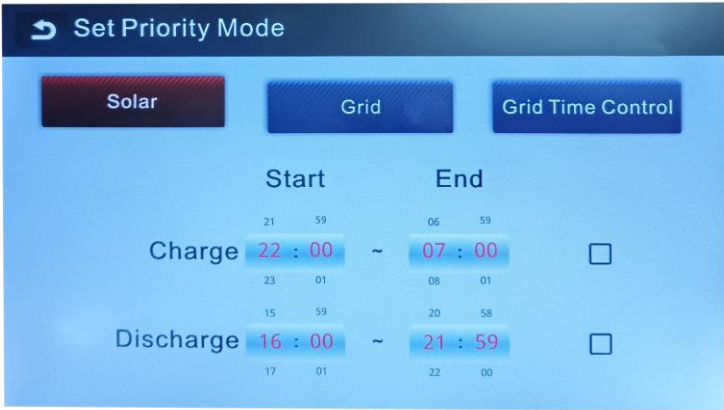 Set Priority Mode
Solar Grid Grid Time Control
Start End
21 59 06 59
Charge 22 : 00 ~ 07 : 00
23 01 08 01
15 59 20 58
Discharge 16 : 00 ~ 21 : 59
17 01 22 00